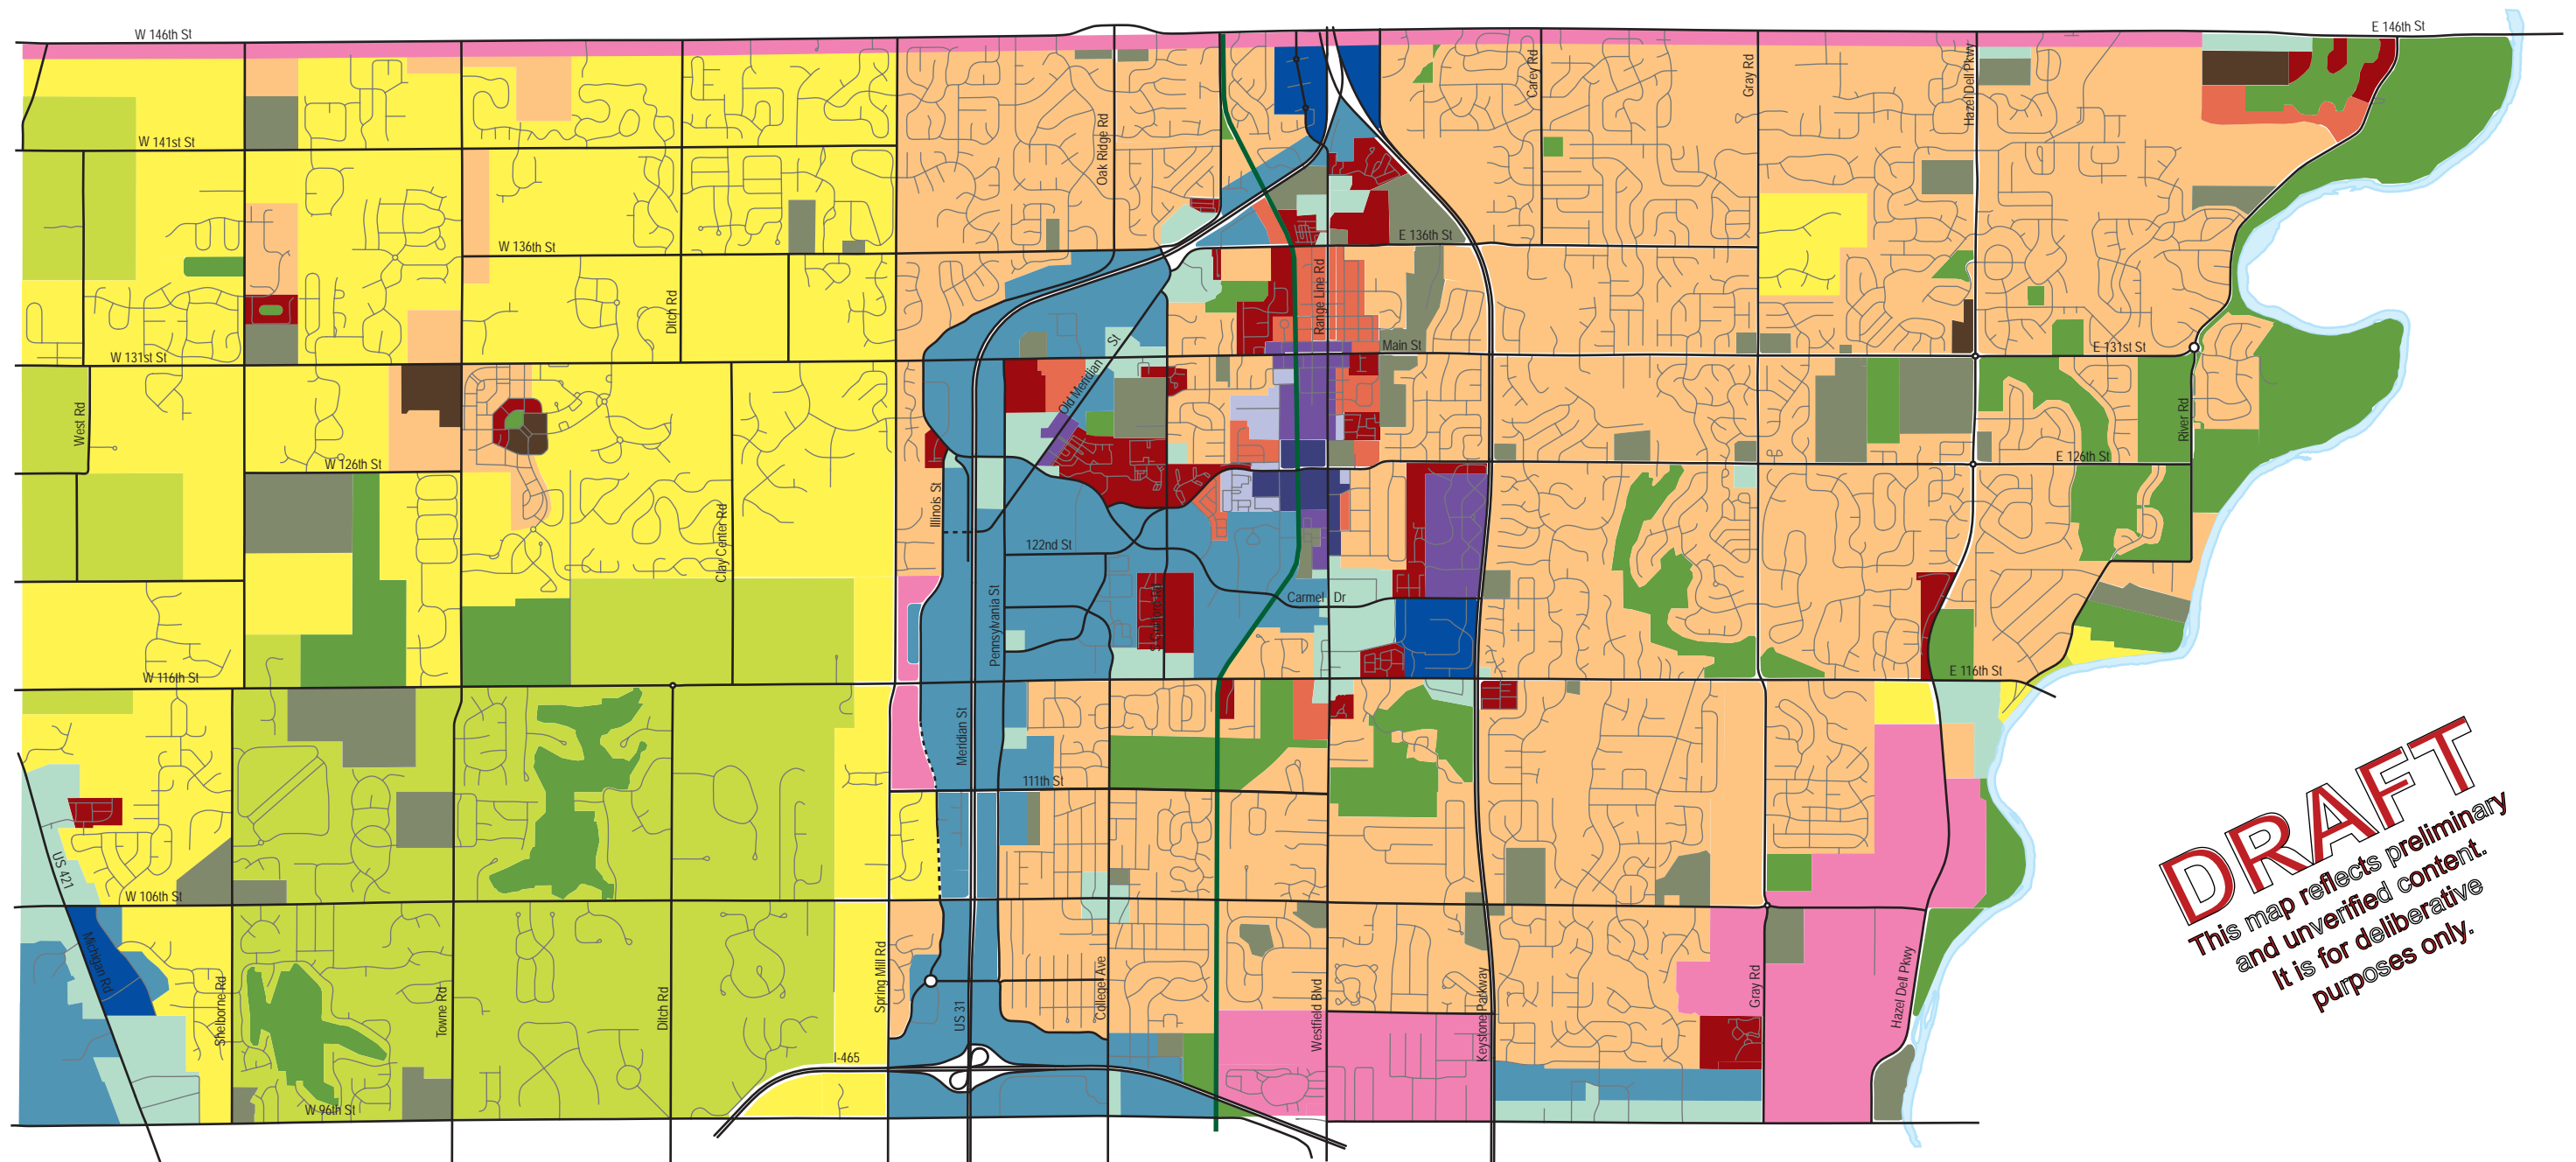 W 146th St
E 146th St
W 141st St
Oak Ridge Rd
Carey Rd
Gray Rd
Hazel Dell Pkwy
W 136th St
E 136th St
Ditch Rd
Range Line Rd
W 131st St
Main St
E 131st St
Old Meridian St
West Rd
River Rd
W 126th St
E 126th St
Illinois St
Clay Center Rd
122nd St
Pennsylvania St
Carmel Dr
W 116th St
E 116th St
Meridian St
111th St
US 421
W 106th St
Michigan Rd
Shelborne Rd
Towne Rd
Ditch Rd
Spring Mill Rd
US 31
College Ave
Westfield Blvd
Keystone Parkway
Gray Rd
Hazel Dell Pkwy
I-465
W 96th St
DRAFT
This map reflects preliminary
and unverified content.
It is for deliberative
purposes only.